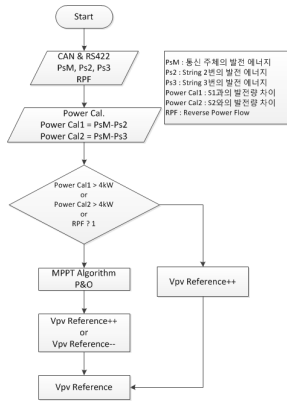 Start
CAN & RS422
PsM, Ps2, Ps3
RPF
PsM : 통신 주체의 발전 에너지
Ps2 : String 2번의 발전 에너지
Ps3 : String 3번의 발전 에너지
Power Cal1 : S1과의 발전량 차이
Power Cal2 : S2와의 발전량 차이
RPF : Reverse Power Flow
Power Cal.
Power Cal1 = PsM-Ps2
Power Cal2 = PsM-Ps3
Power Cal1 > 4kW
or
Power Cal2 > 4kW
or
RPF ? 1
MPPT Algorithm
P&O
Vpv Reference++
Vpv Reference++
or
Vpv Reference--
Vpv Reference